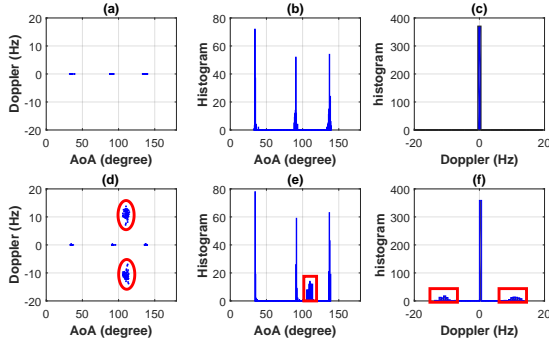 (a)
(b)
(c)
20
10
0
-10
-20
Doppler (Hz)
0 50 100 150
AoA (degree)
80
60
40
20
0
Histogram
0 50 100 150
AoA (degree)
400
300
200
100
0
histogram
-20 0 20
Doppler (Hz)
(d)
(e)
(f)
20
10
0
-10
-20
Doppler (Hz)
0 50 100 150
AoA (degree)
80
60
40
20
0
Histogram
0 50 100 150
AoA (degree)
400
300
200
100
0
histogram
-20 0 20
Doppler (Hz)